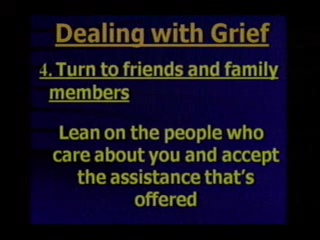 Dealing with Grief
4. Turn to friends and family
members
Lean on the people who
care about you and accept
the assistance that's
offered